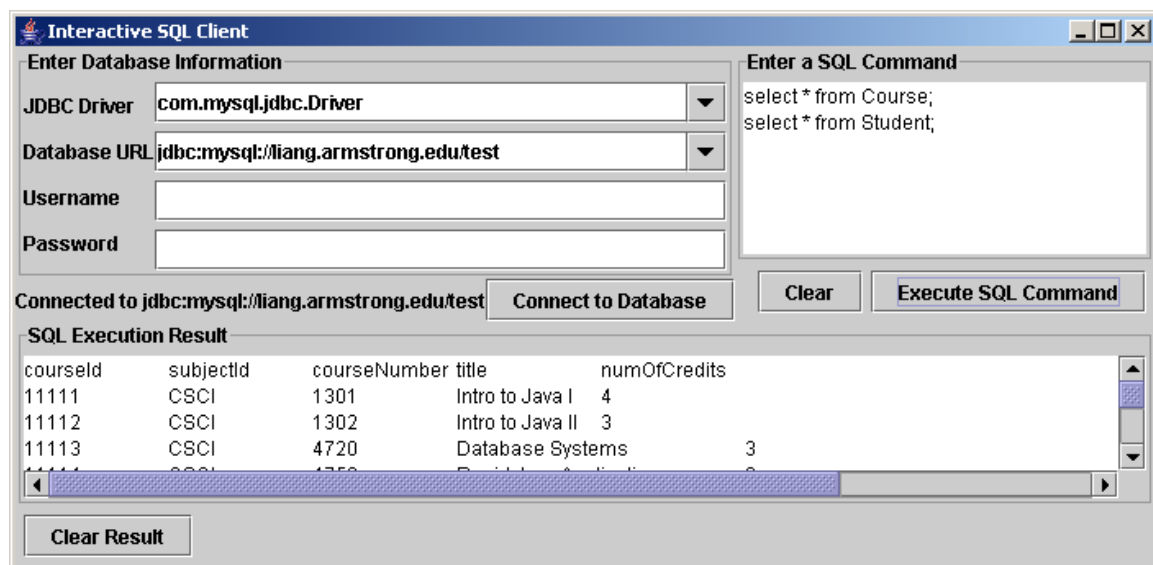 Interactive SQL Client
Enter Database Information
JDBC Driver com.mysql.jdbc.Driver
Database URL jdbc:mysql://liang.armstrong.edu/test
Username
Password
Enter a SQL Command
select * from Course;
select * from Student;
Connected to jdbc:mysql://liang.armstrong.edu/test Connect to Database Clear Execute SQL Command
SQL Execution Result
courseId subjectId courseNumber title numOfCredits
11111 CSCI 1301 Intro to Java I 4
11112 CSCI 1302 Intro to Java II 3
11113 CSCI 4720 Database Systems 3
Clear Result